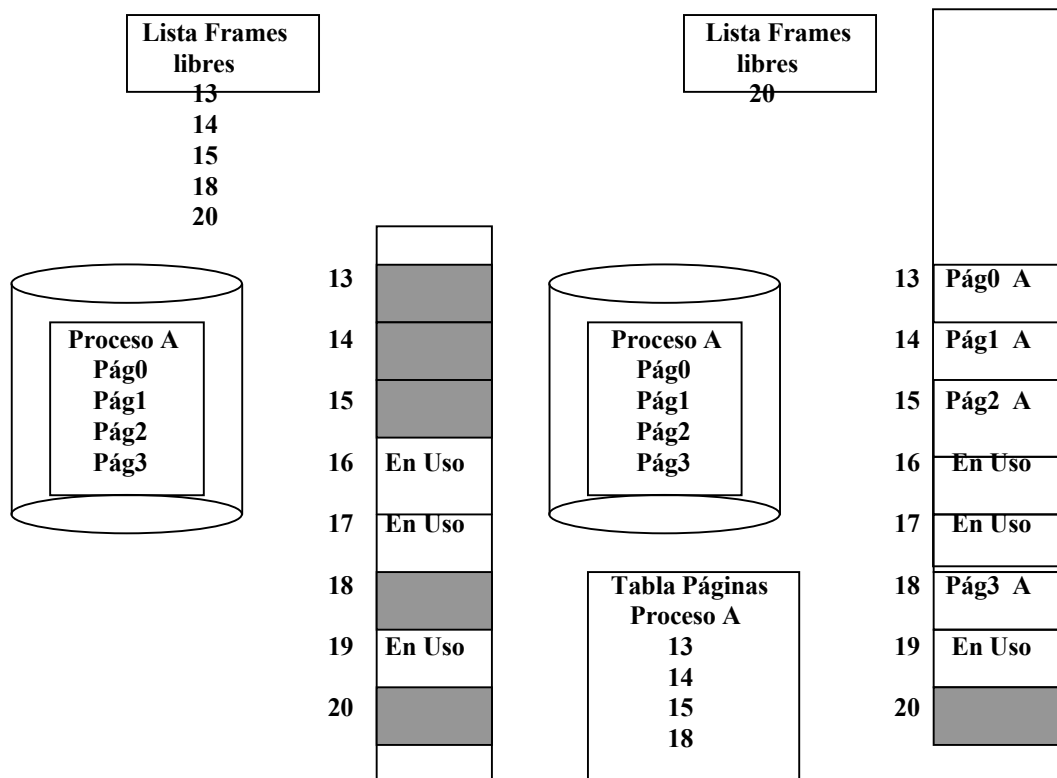 Lista Frames
libres
13
14
15
18
20
Lista Frames
libres
20
Proceso A
Pág0
Pág1
Pág2
Pág3
13
14
15
16 En Uso
17 En Uso
18
19 En Uso
20
Proceso A
Pág0
Pág1
Pág2
Pág3
Tabla Páginas
Proceso A
13
14
15
18
13 Pág0 A
14 Pág1 A
15 Pág2 A
16 En Uso
17 En Uso
18 Pág3 A
19 En Uso
20